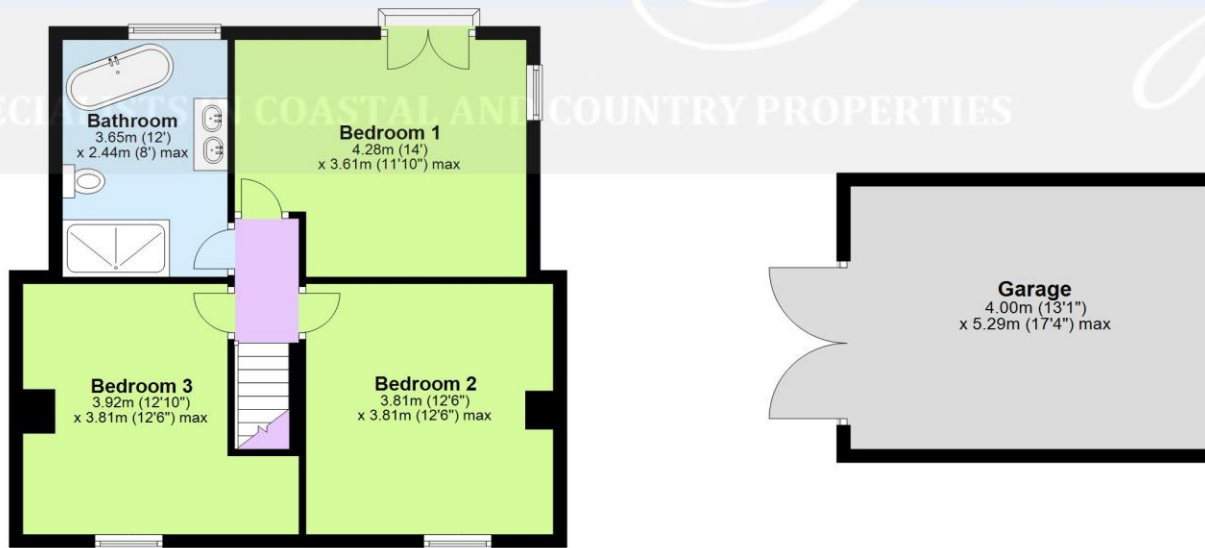 ECIALISTS IN COASTAL AND COUNTRY PROPERTIES
Bathroom
3.65m (12')
x 2.44m (8') max
Bedroom 1
4.28m (14')
x 3.61m (11'10") max
Bedroom 3
3.92m (12'10")
x 3.81m (12'6") max
Bedroom 2
3.81m (12'6")
x 3.81m (12'6") max
Garage
4.00m (13'1")
x 5.29m (17'4") max